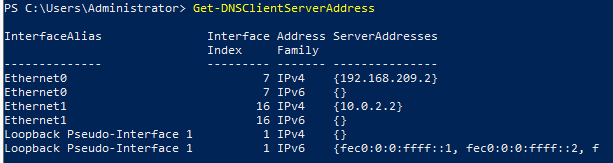 PS C:\Users\Administrator> Get-DNSClientServerAddress
InterfaceAlias Interface Address ServerAddresses
Index Family
-------------- --------- ------- ---------------
Ethernet0 7 IPv4 {192.168.209.2}
Ethernet0 7 IPv6 {}
Ethernet1 16 IPv4 {10.0.2.2}
Ethernet1 16 IPv6 {}
Loopback Pseudo-Interface 1 1 IPv4 {}
Loopback Pseudo-Interface 1 1 IPv6 {fec0:0:0:ffff::1, fec0:0:0:ffff::2, f